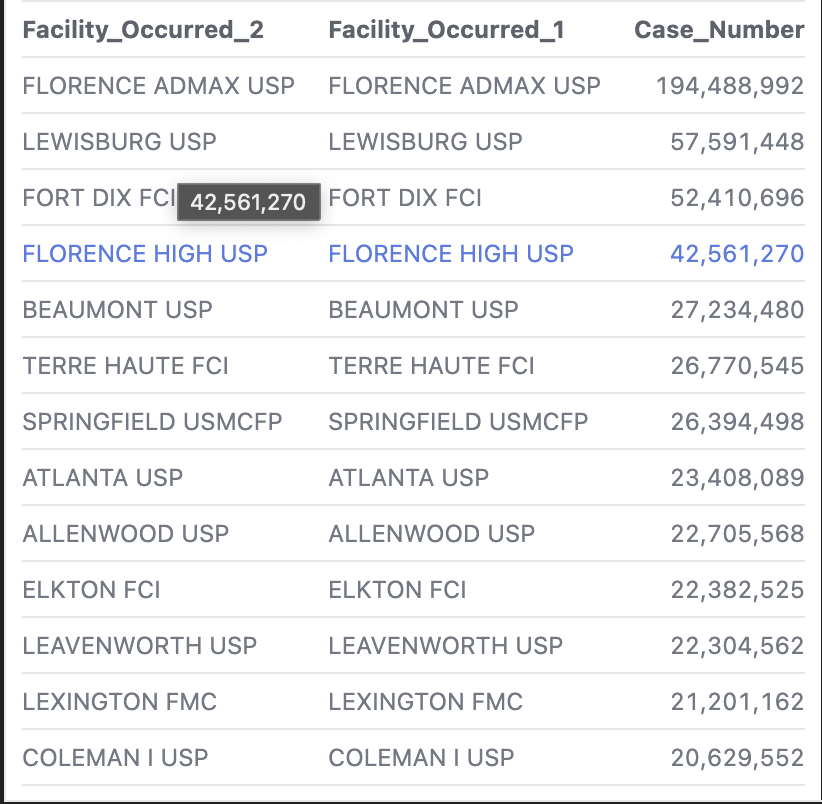 Facility_Occurred_2 Facility_Occurred_1 Case_Number
FLORENCE ADMAX USP FLORENCE ADMAX USP 194,488,992
LEWISBURG USP LEWISBURG USP 57,591,448
FORT DIX FCI 42,561,270 FORT DIX FCI 52,410,696
FLORENCE HIGH USP FLORENCE HIGH USP 42,561,270
BEAUMONT USP BEAUMONT USP 27,234,480
TERRE HAUTE FCI TERRE HAUTE FCI 26,770,545
SPRINGFIELD USMCFP SPRINGFIELD USMCFP 26,394,498
ATLANTA USP ATLANTA USP 23,408,089
ALLENWOOD USP ALLENWOOD USP 22,705,568
ELKTON FCI ELKTON FCI 22,382,525
LEAVENWORTH USP LEAVENWORTH USP 22,304,562
LEXINGTON FMC LEXINGTON FMC 21,201,162
COLEMAN I USP COLEMAN I USP 20,629,552